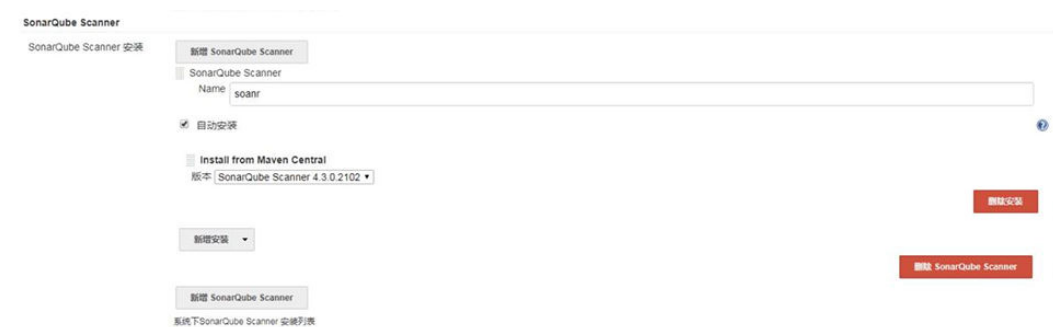 SonarQube Scanner
SonarQube Scanner 安装
新增 SonarQube Scanner
SonarQube Scanner
Name
soanr
自动安装
Install from Maven Central
版本 SonarQube Scanner 4.3.0.2102
删除安装
新增安装
删除 SonarQube Scanner
新增 SonarQube Scanner
系统下SonarQube Scanner 安装列表